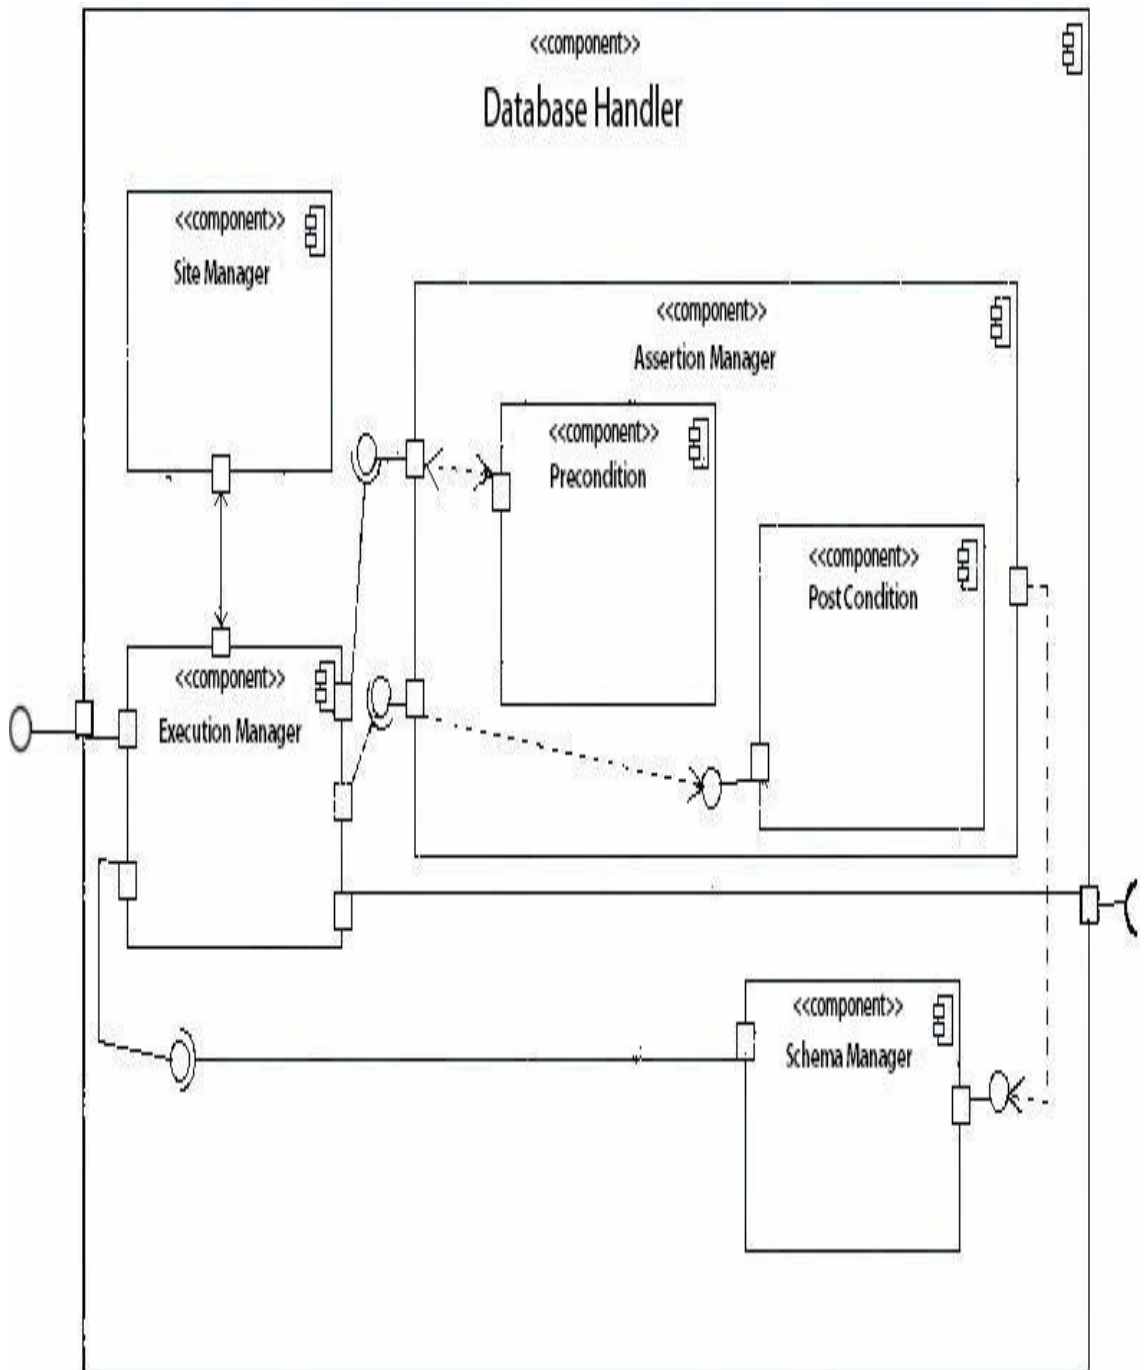 <<component>>
Database Handler
<<component>>
Site Manager
<<component>>
Assertion Manager
<<component>>
Precondition
<<component>>
Post Condition
<<component>>
Execution Manager
<<component>>
Schema Manager